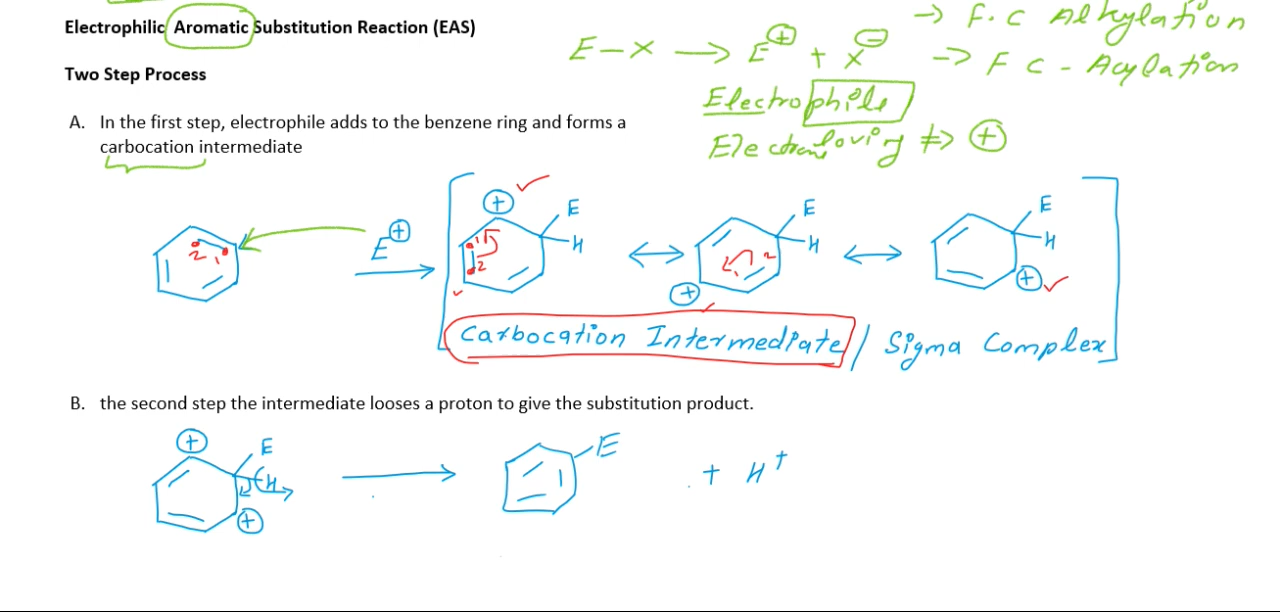 Electrophilic Aromatic Substitution Reaction (EAS)
→ F.C Alkylation
E-X → E⊕ + X⊖
→ F C - Acylation
Two Step Process
Electrophile
A. In the first step, electrophile adds to the benzene ring and forms a
carbocation intermediate
Electron loving ⇒ ⊕
E⊕
⊕ E H
↔
⊕ E H
↔
⊕ E H
Carbocation Intermediate / Sigma Complex
B. the second step the intermediate looses a proton to give the substitution product.
⊕ E H ⊕
→
E
+ H+